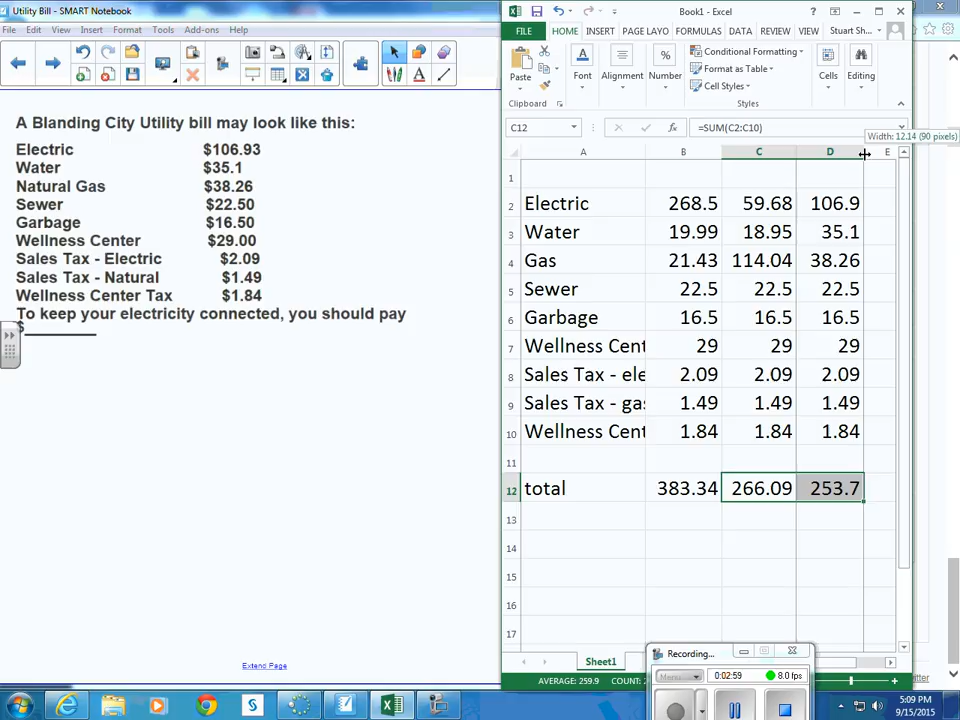 Utility Bill - SMART Notebook
File Edit View Insert Format Tools Add-ons Help
A Blanding City Utility bill may look like this:
Electric $106.93
Water $35.1
Natural Gas $38.26
Sewer $22.50
Garbage $16.50
Wellness Center $29.00
Sales Tax - Electric $2.09
Sales Tax - Natural $1.49
Wellness Center Tax $1.84
To keep your electricity connected, you should pay
$________
Extend Page
Book1 - Excel
FILE HOME INSERT PAGE LAYO FORMULAS DATA REVIEW VIEW Stuart Sh...
Paste Font Alignment Number Conditional Formatting Format as Table Cell Styles Cells Editing
Clipboard Styles
C12 fx =SUM(C2:C10)
Width: 12.14 (90 pixels)
A B C D E
1
2 Electric 268.5 59.68 106.9
3 Water 19.99 18.95 35.1
4 Gas 21.43 114.04 38.26
5 Sewer 22.5 22.5 22.5
6 Garbage 16.5 16.5 16.5
7 Wellness Cent 29 29 29
8 Sales Tax - ele 2.09 2.09 2.09
9 Sales Tax - gas 1.49 1.49 1.49
10 Wellness Cent 1.84 1.84 1.84
11
12 total 383.34 266.09 253.7
13
14
15
16
17
Sheet1
AVERAGE: 259.9 COUNT:
Recording...
Menu 0:02:59 8.0 fps
5:09 PM
9/15/2015